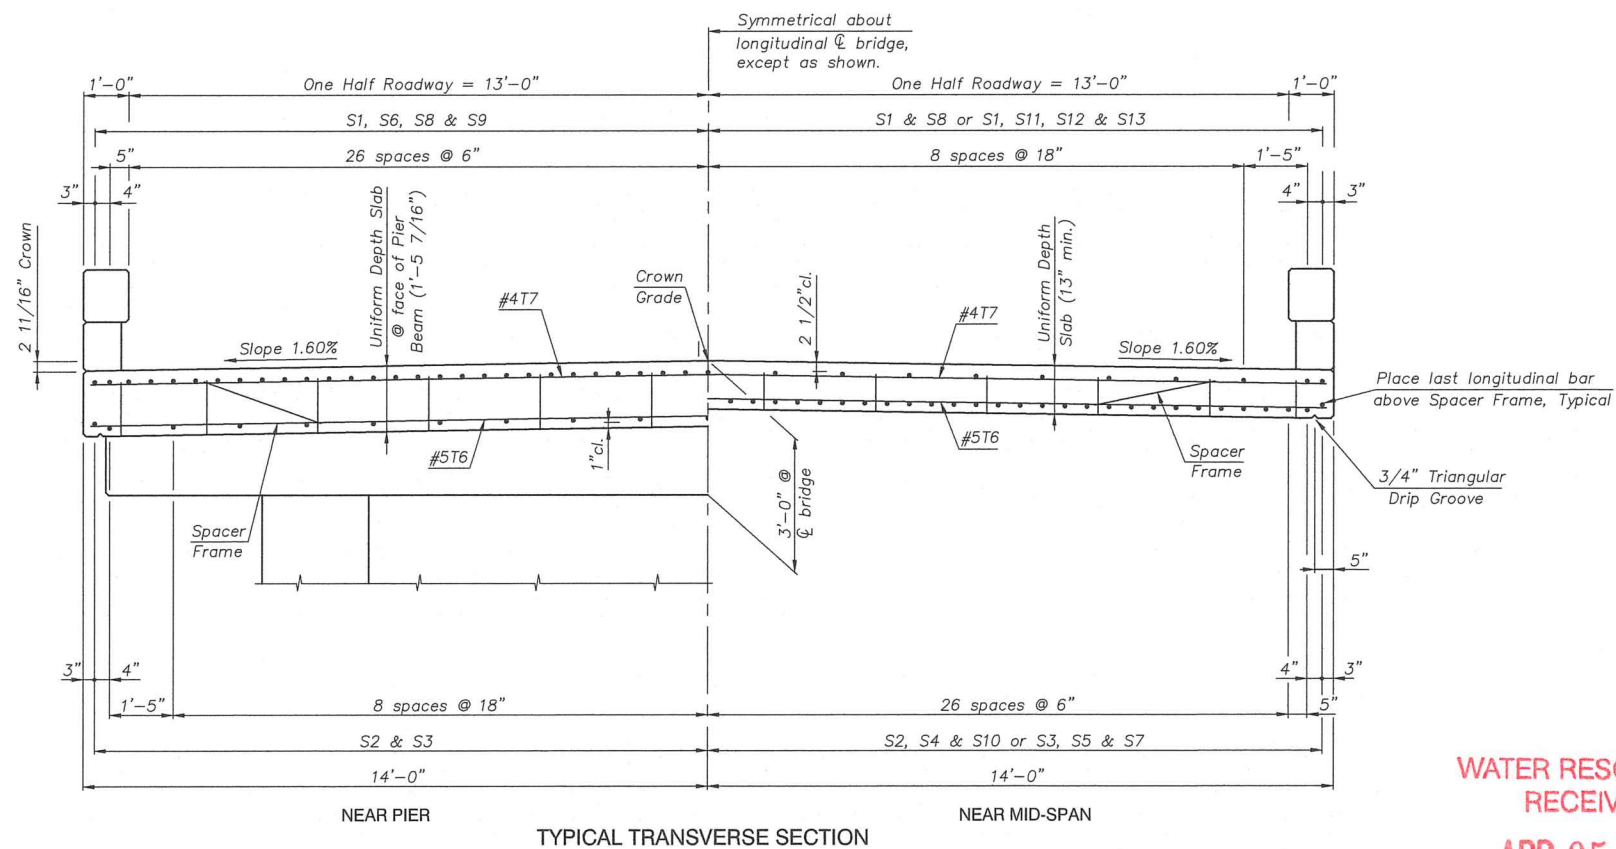 Symmetrical about
longitudinal ℄ bridge,
except as shown.
1'-0"
One Half Roadway = 13'-0"
One Half Roadway = 13'-0"
1'-0"
S1, S6, S8 & S9
S1 & S8 or S1, S11, S12 & S13
5"
26 spaces @ 6"
8 spaces @ 18"
1'-5"
3"
4"
4"
3"
2 11/16" Crown
Uniform Depth Slab
@ face of Pier
Beam (1'-5 7/16")
Crown
Grade
2 1/2"cl.
Uniform Depth
Slab (13" min.)
#4T7
#4T7
Slope 1.60%
Slope 1.60%
Place last longitudinal bar
above Spacer Frame, Typical
#5T6
1"cl.
#5T6
Spacer
Frame
3/4" Triangular
Drip Groove
Spacer
Frame
3'-0" @
℄ bridge
5"
3"
4"
4"
3"
1'-5"
8 spaces @ 18"
26 spaces @ 6"
5"
S2 & S3
S2, S4 & S10 or S3, S5 & S7
14'-0"
14'-0"
NEAR PIER
NEAR MID-SPAN
TYPICAL TRANSVERSE SECTION
WATER RESO
RECEIV